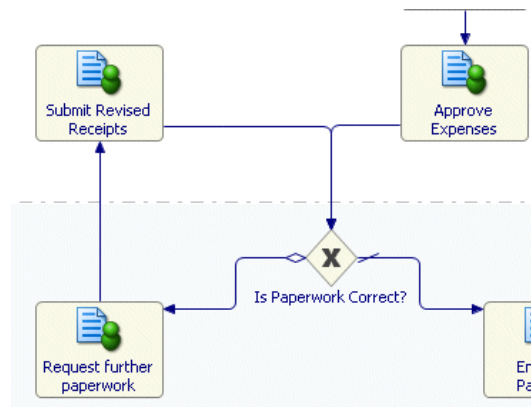 Submit Revised
Receipts
Approve
Expenses
X
Is Paperwork Correct?
Request further
paperwork